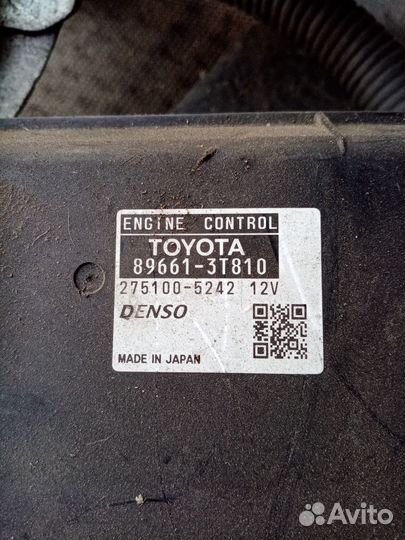 ENGINE CONTROL
TOYOTA
89661-3T810
275100-5242 12V
DENSO
MADE IN JAPAN
Avito